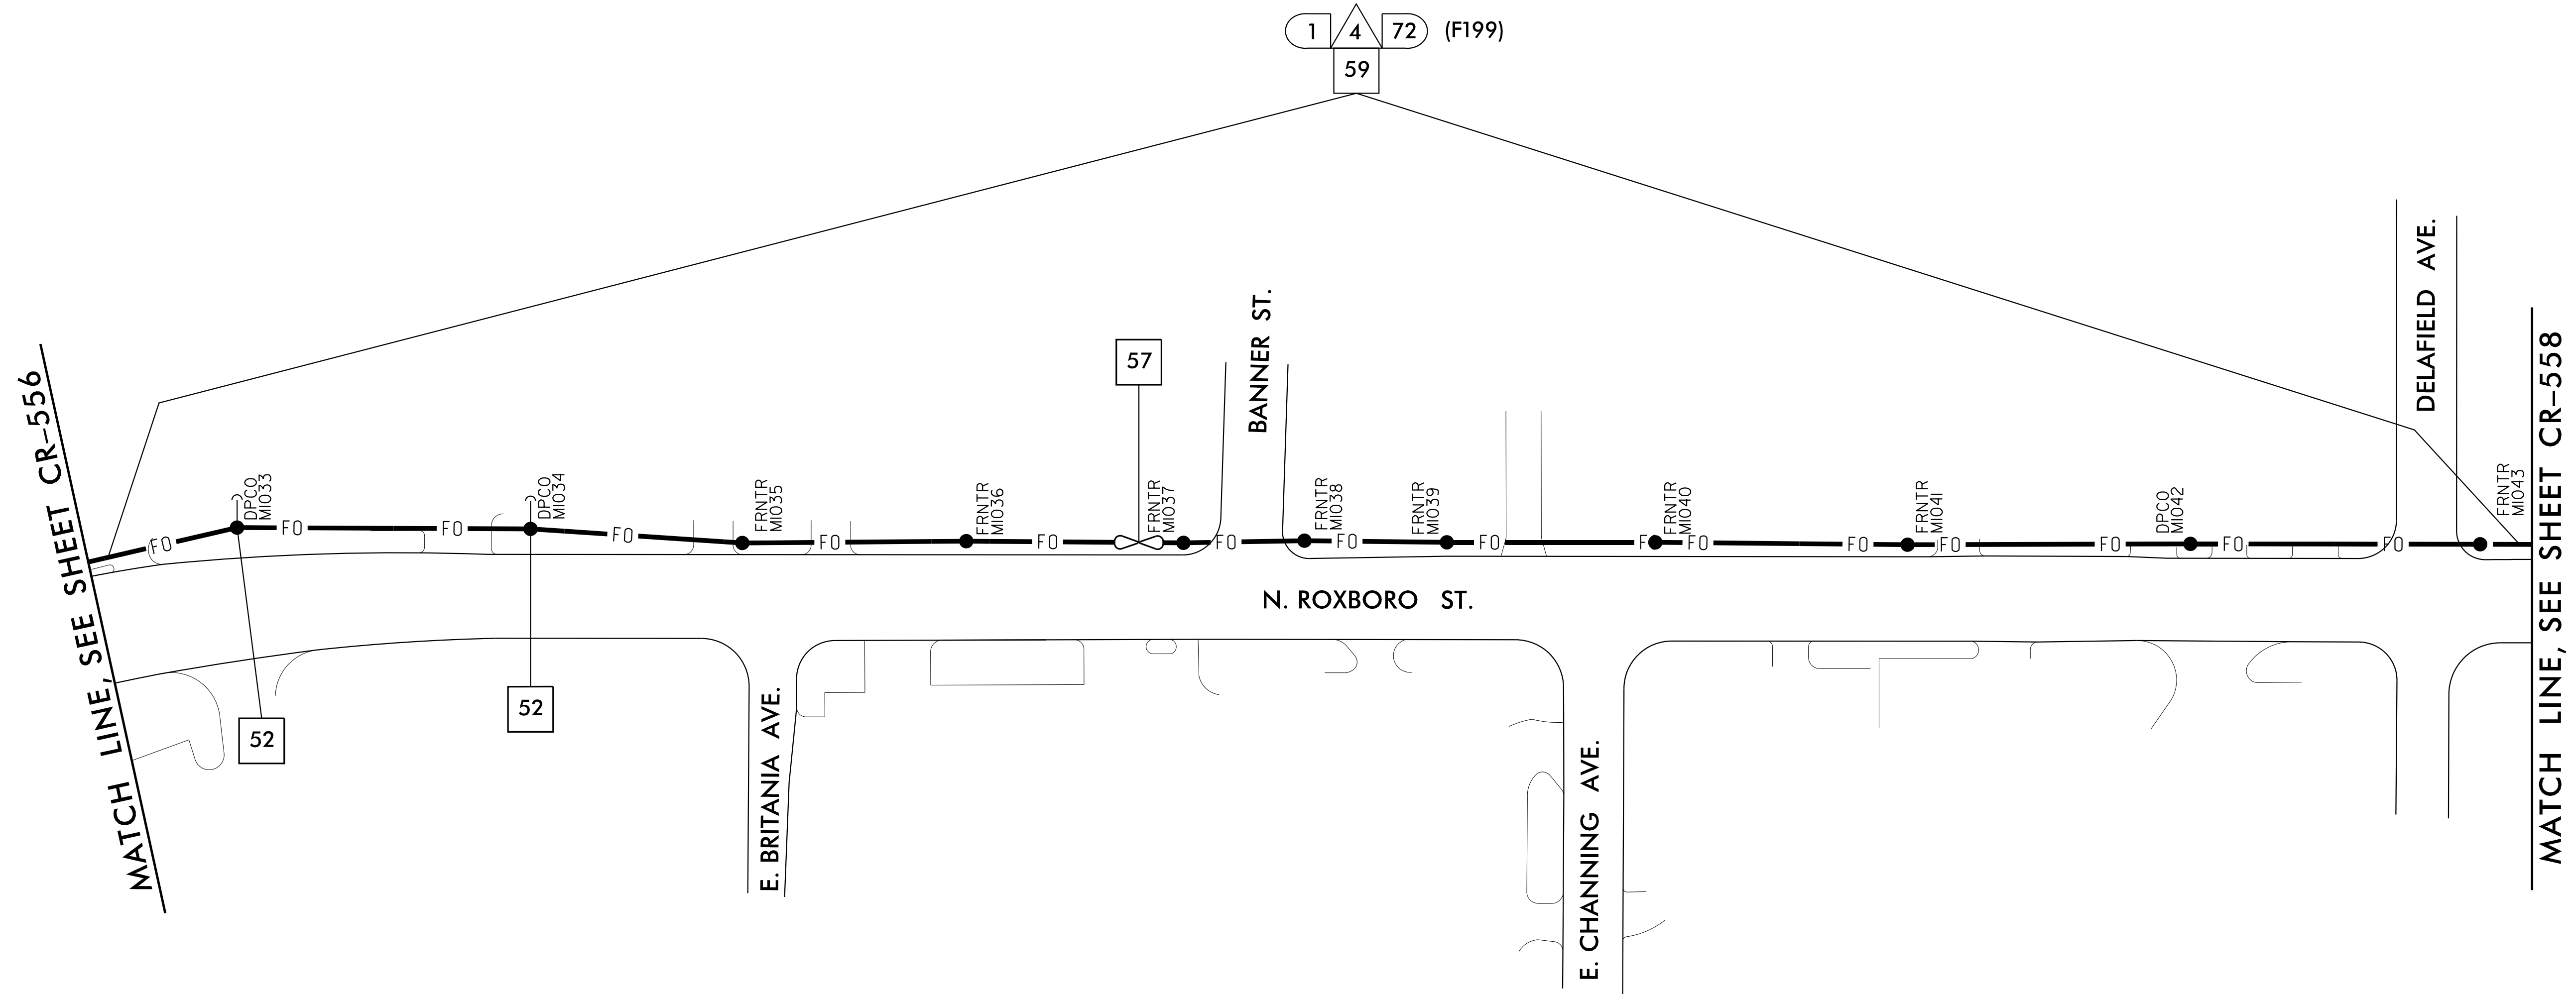 1 4 72 (F199)
59
MATCH LINE, SEE SHEET CR-556
57
BANNER ST.
DELAFIELD AVE.
MATCH LINE, SEE SHEET CR-558
DPCO
MI033
DPCO
MI034
FRNTR
MI035
FRNTR
MI036
FRNTR
MI037
FRNTR
MI038
FRNTR
MI039
FRNTR
MI040
FRNTR
MI041
DPCO
MI042
FRNTR
MI043
FO FO FO FO FO FO FO FO FO FO FO FO FO FO FO FO
N. ROXBORO ST.
52
52
E. BRITANIA AVE.
E. CHANNING AVE.